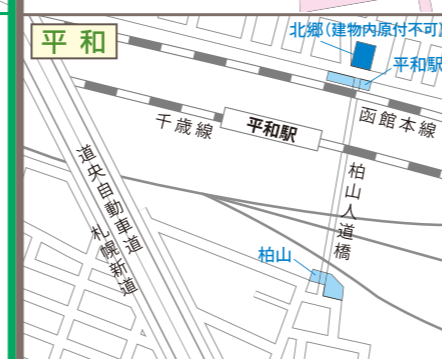 平和
北郷(建物内原付不可)
平和駅
函館本線
千歳線
平和駅
柏山人道橋
道央自動車道
札幌新道
柏山